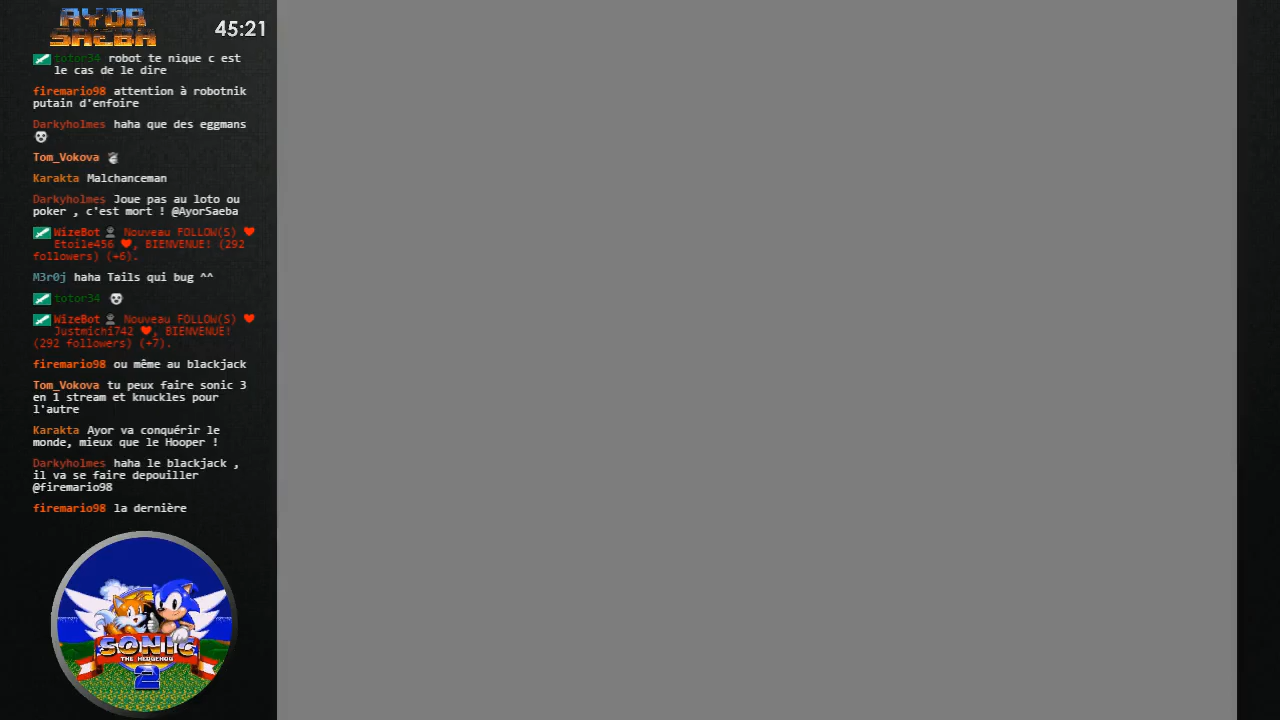 AYOR
SAEBA
45:21
totor34 robot te nique c est
le cas de le dire
firemario98 attention à robotnik
putain d'enfoire
Darkyholmes haha que des eggmans
Tom_Vokova
Karakta Malchanceman
Darkyholmes Joue pas au loto ou
poker , c'est mort ! @AyorSaeba
WizeBot Nouveau FOLLOW(S)
Etoile456 , BIENVENUE! (292
followers) (+6).
M3r0j haha Tails qui bug ^^
totor34
WizeBot Nouveau FOLLOW(S)
Justmichi742 , BIENVENUE!
(292 followers) (+7).
firemario98 ou même au blackjack
Tom_Vokova tu peux faire sonic 3
en 1 stream et knuckles pour
l'autre
Karakta Ayor va conquérir le
monde, mieux que le Hooper !
Darkyholmes haha le blackjack ,
il va se faire depouiller
@firemario98
firemario98 la dernière
SONIC
THE HEDGEHOG
2